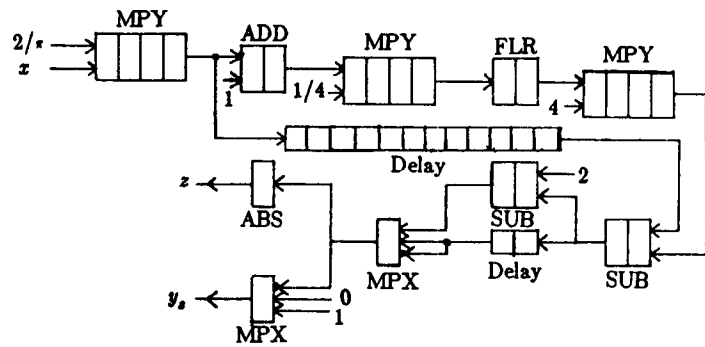 MPY
ADD
MPY
FLR
MPY
2/π
x
1
1/4
4
Delay
z
ABS
2
SUB
MPX
Delay
SUB
y_s
0
1
MPX